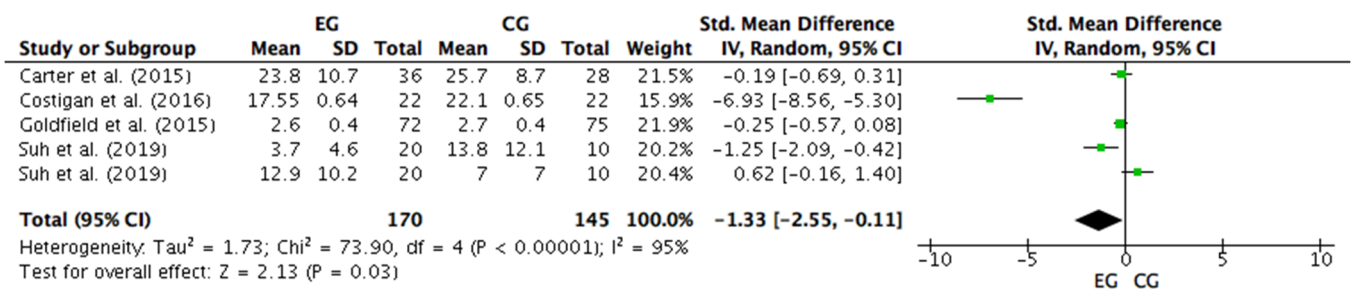 EG CG Std. Mean Difference Std. Mean Difference
Study or Subgroup Mean SD Total Mean SD Total Weight IV, Random, 95% CI IV, Random, 95% CI
Carter et al. (2015) 23.8 10.7 36 25.7 8.7 28 21.5% −0.19 [−0.69, 0.31]
Costigan et al. (2016) 17.55 0.64 22 22.1 0.65 22 15.9% −6.93 [−8.56, −5.30]
Goldfield et al. (2015) 2.6 0.4 72 2.7 0.4 75 21.9% −0.25 [−0.57, 0.08]
Suh et al. (2019) 3.7 4.6 20 13.8 12.1 10 20.2% −1.25 [−2.09, −0.42]
Suh et al. (2019) 12.9 10.2 20 7 7 10 20.4% 0.62 [−0.16, 1.40]
Total (95% CI) 170 145 100.0% −1.33 [−2.55, −0.11]
Heterogeneity: Tau² = 1.73; Chi² = 73.90, df = 4 (P < 0.00001); I² = 95%
Test for overall effect: Z = 2.13 (P = 0.03)
−10 −5 0 5 10
EG CG